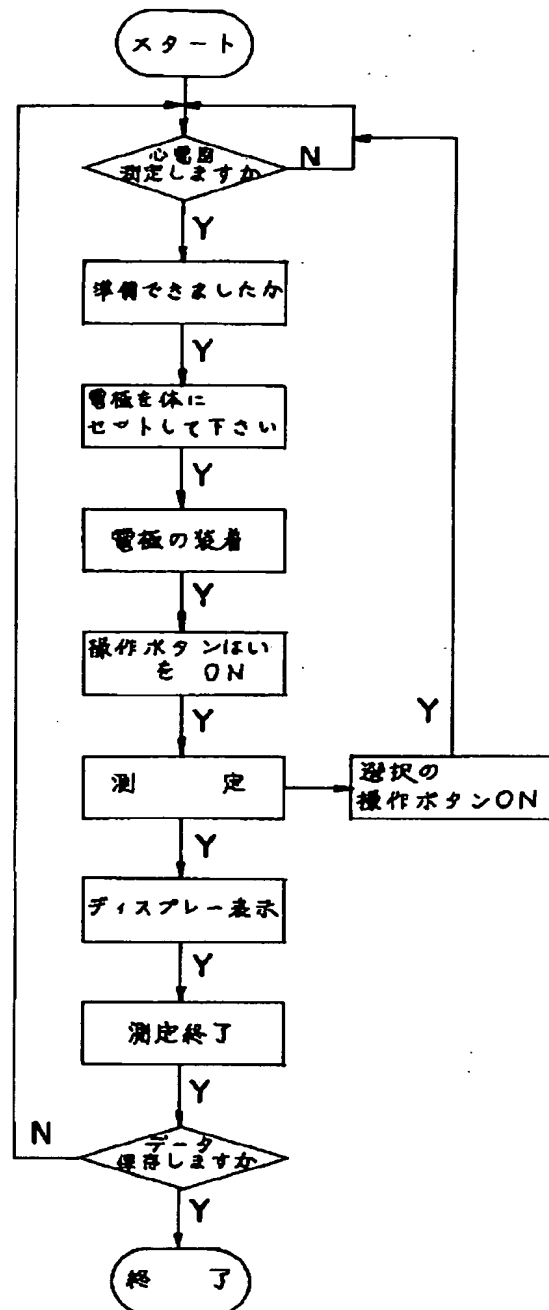 スタート
心電図
測定しますか
N
Y
準備できましたか
Y
電極を体に
セットして下さい
Y
電極の装着
Y
操作ボタンはい
を ON
Y
測 定
Y
選択の
操作ボタンON
Y
ディスプレー表示
Y
測定終了
Y
N
データ
保存しますか
Y
終 了